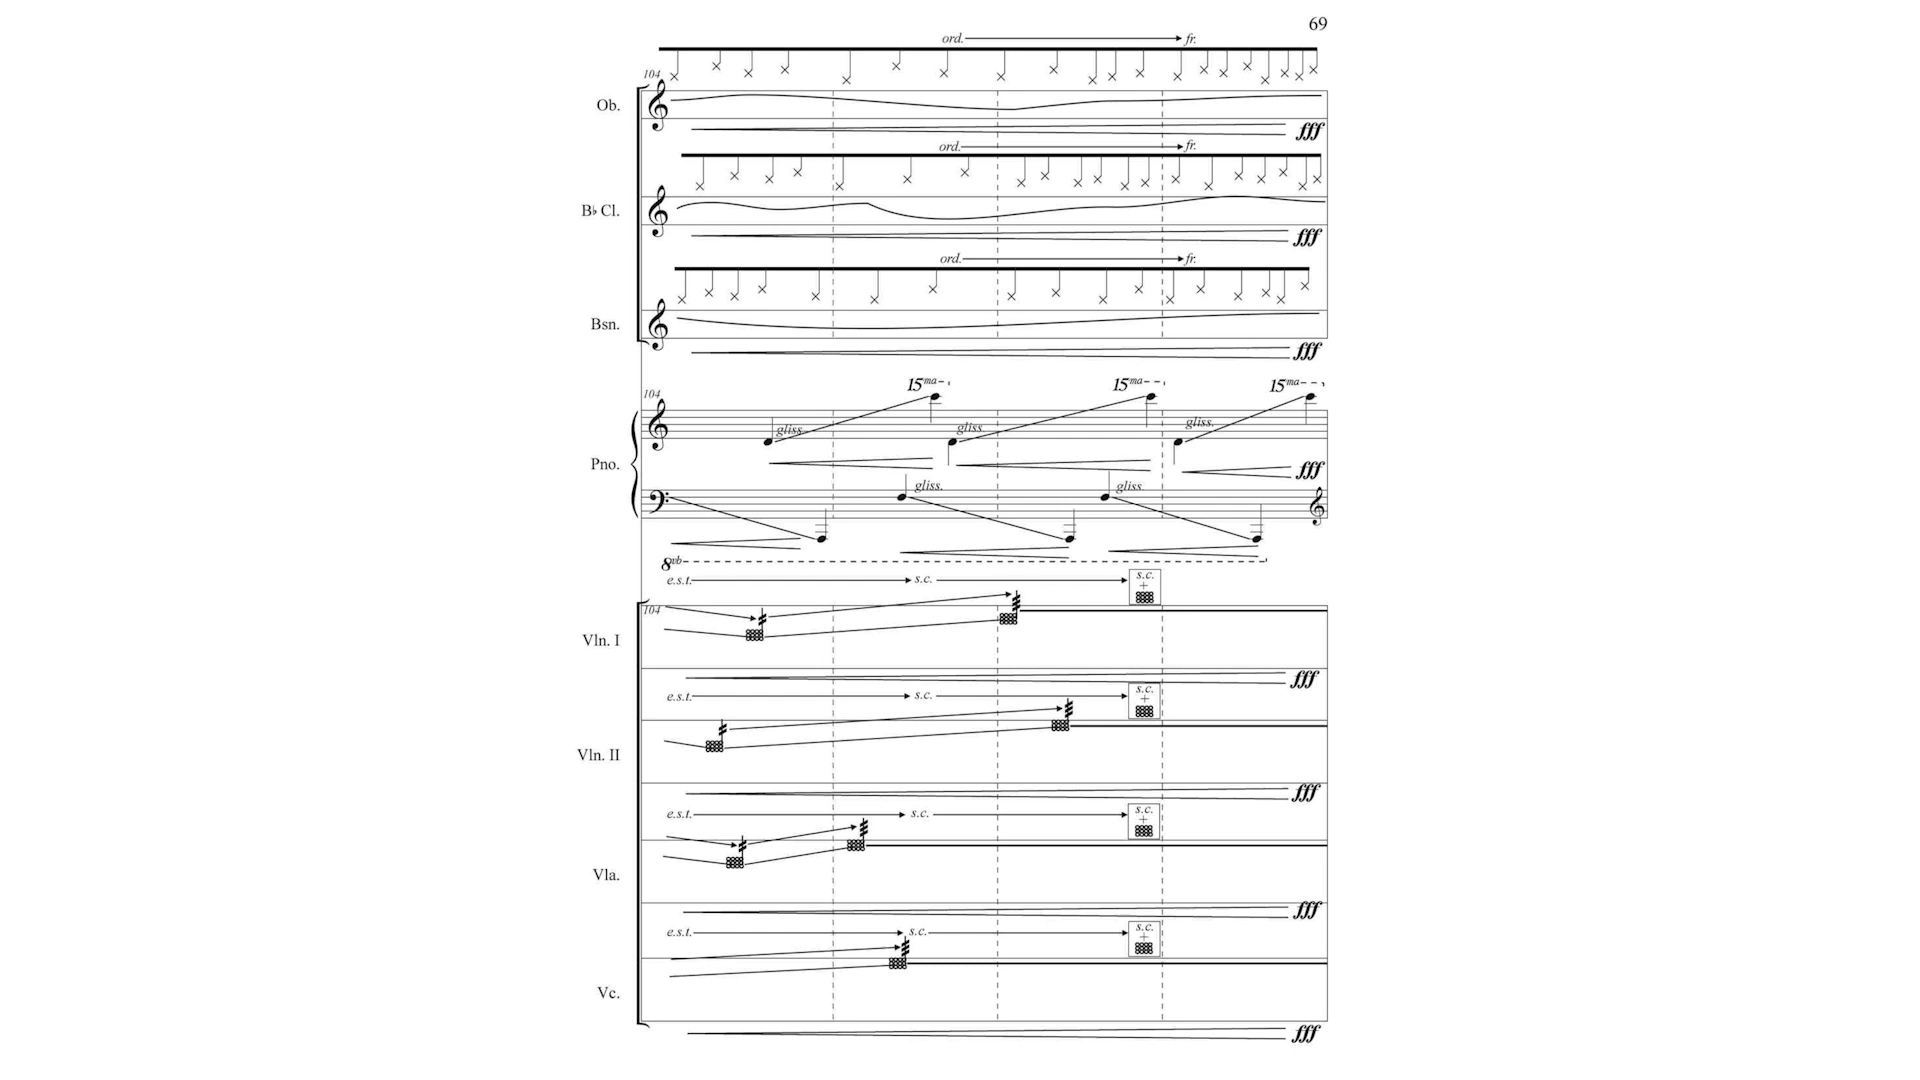 69
ord. fr.
104
Ob.
fff
ord. fr.
B♭ Cl.
fff
ord. fr.
Bsn.
fff
15ma 15ma 15ma
104
gliss. gliss. gliss.
Pno.
fff
gliss. gliss.
8vb
e.s.t. s.c. s.c.
+
104
Vln. I
fff
e.s.t. s.c. s.c.
+
Vln. II
fff
e.s.t. s.c. s.c.
+
Vla.
fff
e.s.t. s.c. s.c.
+
Vc.
fff